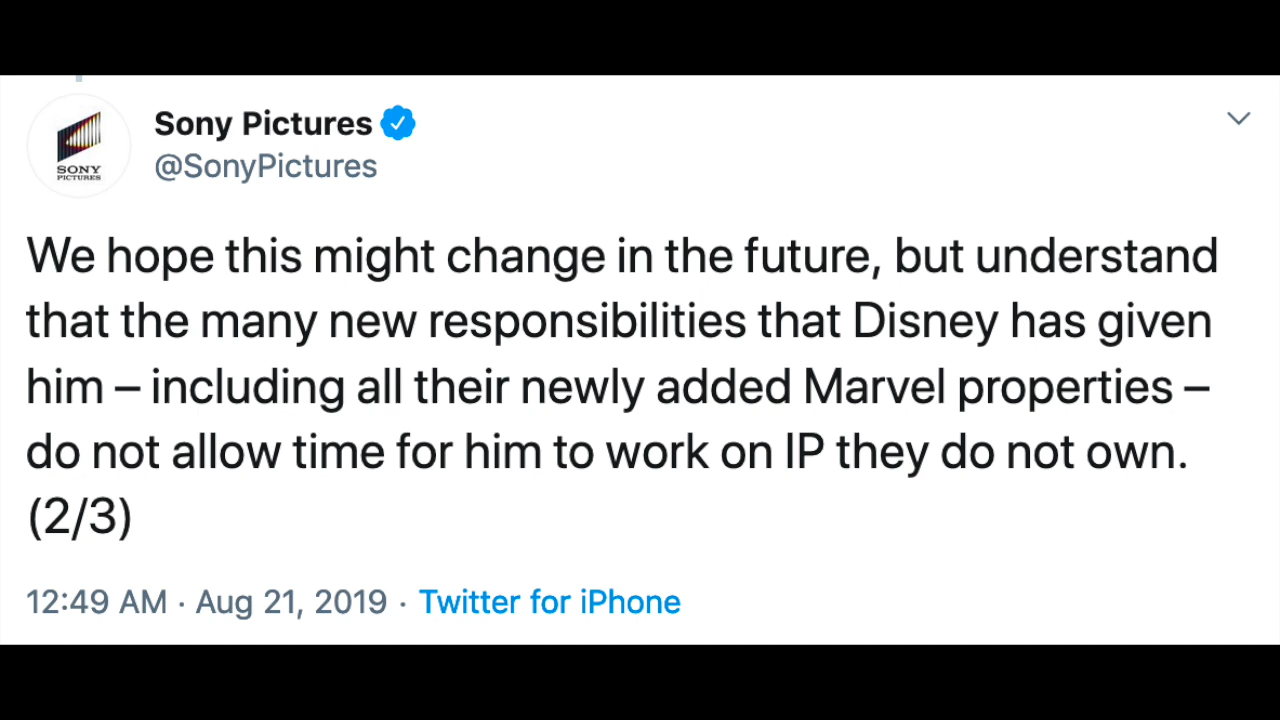 Sony Pictures
@SonyPictures
SONY
PICTURES
We hope this might change in the future, but understand
that the many new responsibilities that Disney has given
him – including all their newly added Marvel properties –
do not allow time for him to work on IP they do not own.
(2/3)
12:49 AM · Aug 21, 2019 · Twitter for iPhone